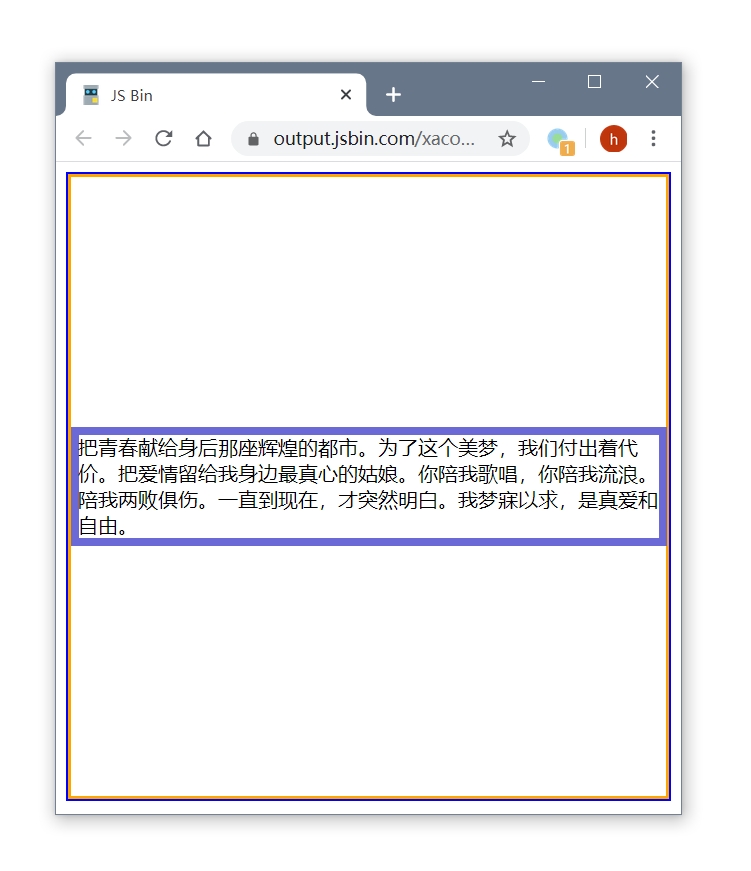 JS Bin
output.jsbin.com/xaco...
h
1
把青春献给身后那座辉煌的都市。为了这个美梦，我们付出着代
价。把爱情留给我身边最真心的姑娘。你陪我歌唱，你陪我流浪。
陪我两败俱伤。一直到现在，才突然明白。我梦寐以求，是真爱和
自由。